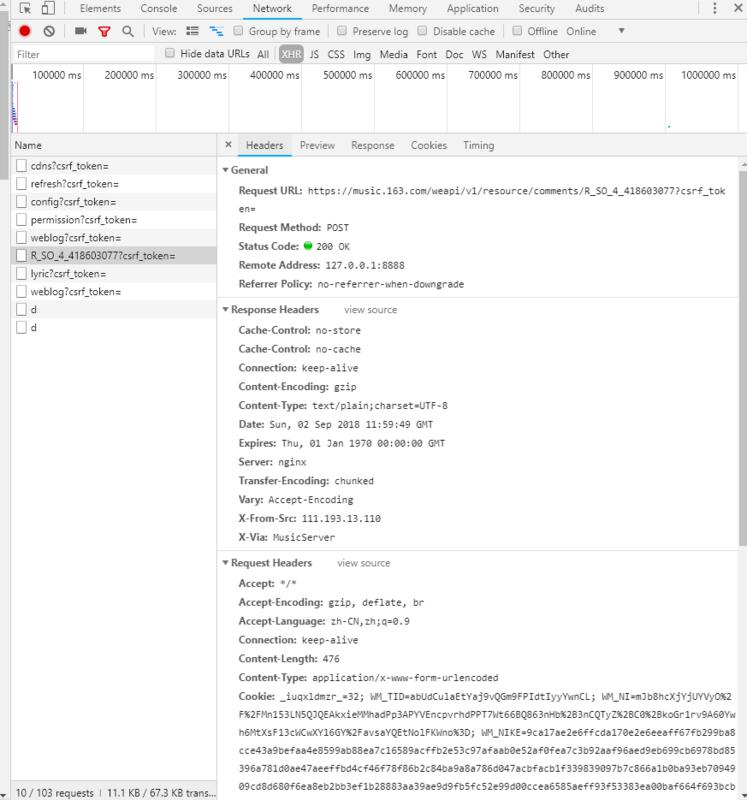 Elements Console Sources Network Performance Memory Application Security Audits
View: Group by frame Preserve log Disable cache Offline Online
Filter Hide data URLs All XHR JS CSS Img Media Font Doc WS Manifest Other
100000 ms 200000 ms 300000 ms 400000 ms 500000 ms 600000 ms 700000 ms 800000 ms 900000 ms 1000000 ms
Name
cdns?csrf_token=
refresh?csrf_token=
config?csrf_token=
permission?csrf_token=
weblog?csrf_token=
R_SO_4_418603077?csrf_token=
lyric?csrf_token=
weblog?csrf_token=
d
d
10 / 103 requests | 11.1 KB / 67.3 KB trans...
× Headers Preview Response Cookies Timing
General
Request URL: https://music.163.com/weapi/v1/resource/comments/R_SO_4_418603077?csrf_tok
en=
Request Method: POST
Status Code: 200 OK
Remote Address: 127.0.0.1:8888
Referrer Policy: no-referrer-when-downgrade
Response Headers view source
Cache-Control: no-store
Cache-Control: no-cache
Connection: keep-alive
Content-Encoding: gzip
Content-Type: text/plain;charset=UTF-8
Date: Sun, 02 Sep 2018 11:59:49 GMT
Expires: Thu, 01 Jan 1970 00:00:00 GMT
Server: nginx
Transfer-Encoding: chunked
Vary: Accept-Encoding
X-From-Src: 111.193.13.110
X-Via: MusicServer
Request Headers view source
Accept: */*
Accept-Encoding: gzip, deflate, br
Accept-Language: zh-CN,zh;q=0.9
Connection: keep-alive
Content-Length: 476
Content-Type: application/x-www-form-urlencoded
Cookie: _iuqxldmzr_=32; WM_TID=abUdCulaEtYaj9vQGm9FPIdtIyyYwnCL; WM_NI=mJb8hcXjYjUYVyO%2
F%2FMn153LN5QJQEAkxieMMhadPp3APYVEncpvrhdPPT7Wt66BQ863nHb%2B3nCQTyZ%2BC0%2BkoGr1rv9A60Yw
h6MtXsF13cWCwXY16GY%2FavsaYQEtNolFKWno%3D; WM_NIKE=9ca17ae2e6ffcda170e2e6eeaff67fb299ba8
cce43a9befaa4e8599ab88ea7c16589acffb2e53c97afaab0e52af0fea7c3b92aaf96aed9eb699cb6978bd85
396a781d0ae47aeeffbd4cf46f78f86b2c84ba9a8a786d047acbfacb1f339839097b7c866a1b0ba93eb70949
09cd8d680f6ea8eb2bb3ef1b28883aa39ae9d9fb5fc52e99d00ccea6585aeff93f53383ea00baf664f693bcb